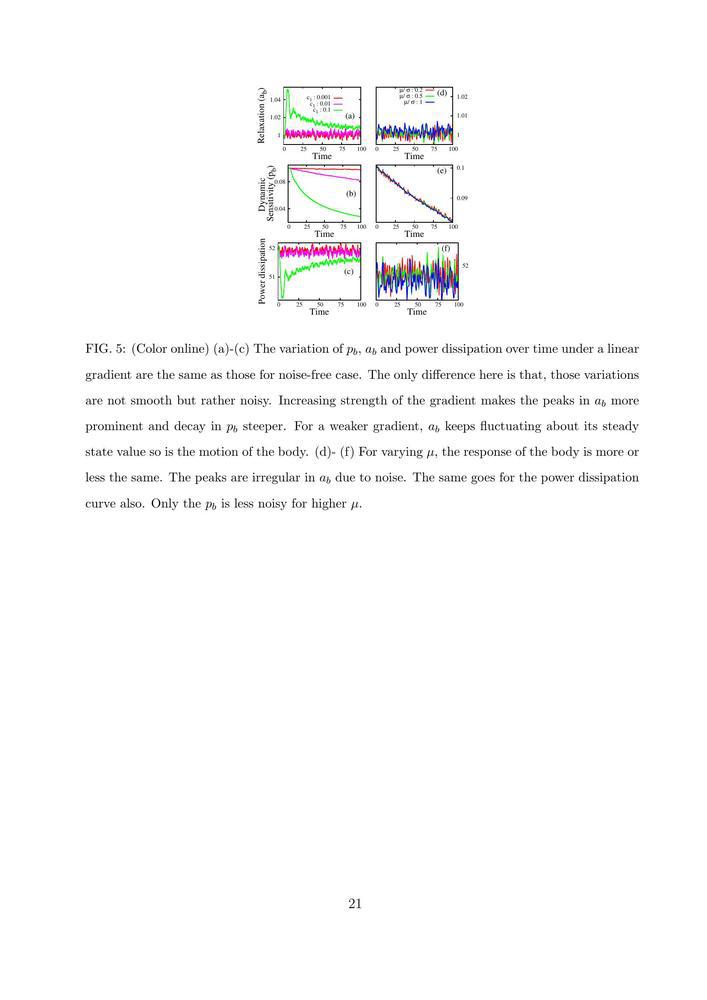 Relaxation (a_b)
1.04
1.02
1
c_1 : 0.001
c_1 : 0.01
c_1 : 0.1
(a)
0 25 50 75 100
Time
μ/ σ : 0.2
μ/ σ : 0.5
μ/ σ : 1
(d)
1.02
1.01
1
0 25 50 75 100
Time
Dynamic
Sensitivity (p_b)
0.08
0.04
(b)
0 25 50 75 100
Time
(e)
0.1
0.09
0 25 50 75 100
Time
Power dissipation
52
51
(c)
0 25 50 75 100
Time
(f)
52
0 25 50 75 100
Time
FIG. 5: (Color online) (a)-(c) The variation of p_b, a_b and power dissipation over time under a linear
gradient are the same as those for noise-free case. The only difference here is that, those variations
are not smooth but rather noisy. Increasing strength of the gradient makes the peaks in a_b more
prominent and decay in p_b steeper. For a weaker gradient, a_b keeps fluctuating about its steady
state value so is the motion of the body. (d)- (f) For varying μ, the response of the body is more or
less the same. The peaks are irregular in a_b due to noise. The same goes for the power dissipation
curve also. Only the p_b is less noisy for higher μ.
21